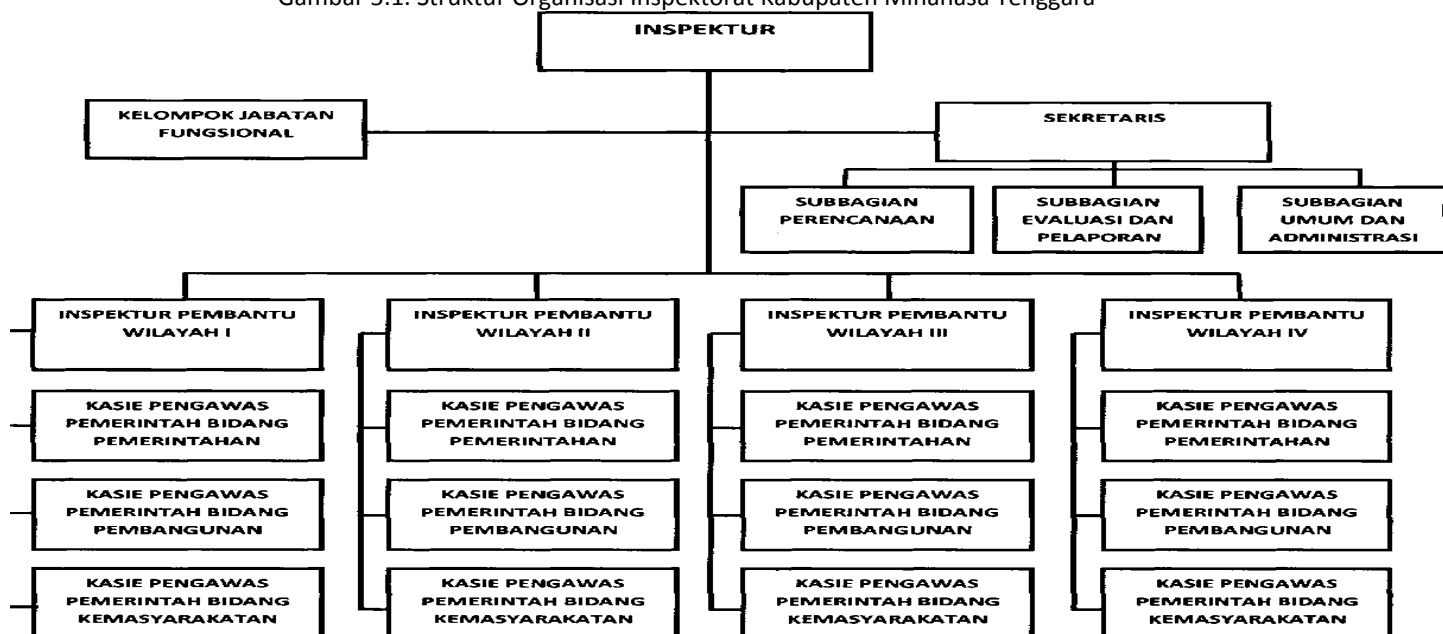 Gambar 3.1. Struktur Organisasi Inspektorat Kabupaten Minahasa Tenggara
INSPEKTUR
KELOMPOK JABATAN
FUNGSIONAL
SEKRETARIS
SUBBAGIAN
PERENCANAAN
SUBBAGIAN
EVALUASI DAN
PELAPORAN
SUBBAGIAN
UMUM DAN
ADMINISTRASI
INSPEKTUR PEMBANTU
WILAYAH I
INSPEKTUR PEMBANTU
WILAYAH II
INSPEKTUR PEMBANTU
WILAYAH III
INSPEKTUR PEMBANTU
WILAYAH IV
KASIE PENGAWAS
PEMERINTAH BIDANG
PEMERINTAHAN
KASIE PENGAWAS
PEMERINTAH BIDANG
PEMERINTAHAN
KASIE PENGAWAS
PEMERINTAH BIDANG
PEMERINTAHAN
KASIE PENGAWAS
PEMERINTAH BIDANG
PEMERINTAHAN
KASIE PENGAWAS
PEMERINTAH BIDANG
PEMBANGUNAN
KASIE PENGAWAS
PEMERINTAH BIDANG
PEMBANGUNAN
KASIE PENGAWAS
PEMERINTAH BIDANG
PEMBANGUNAN
KASIE PENGAWAS
PEMERINTAH BIDANG
PEMBANGUNAN
KASIE PENGAWAS
PEMERINTAH BIDANG
KEMASYARAKATAN
KASIE PENGAWAS
PEMERINTAH BIDANG
KEMASYARAKATAN
KASIE PENGAWAS
PEMERINTAH BIDANG
KEMASYARAKATAN
KASIE PENGAWAS
PEMERINTAH BIDANG
KEMASYARAKATAN